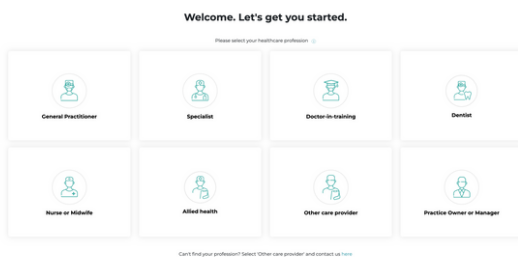 Welcome. Let's get you started.
Please select your healthcare profession
General Practitioner
Specialist
Doctor-in-training
Dentist
Nurse or Midwife
Allied health
Other care provider
Practice Owner or Manager
Can't find your profession? Select 'Other care provider' and contact us here